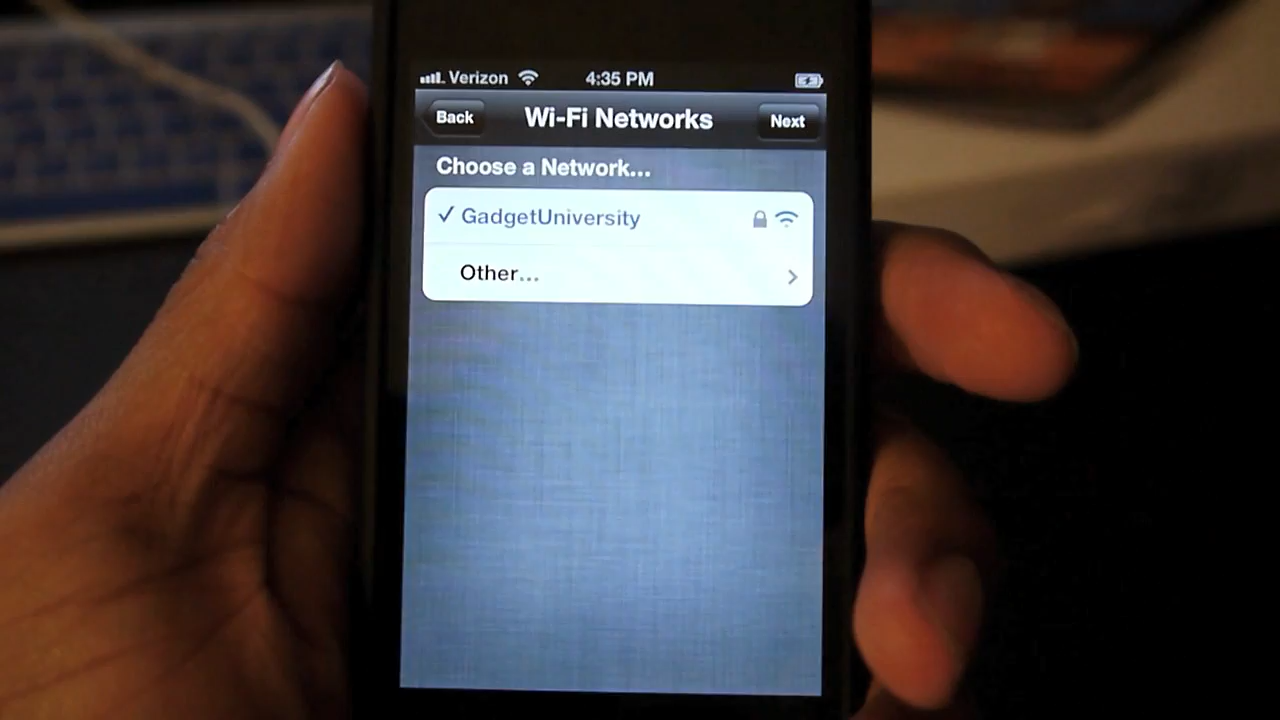 Verizon 4:35 PM
Back Wi-Fi Networks Next
Choose a Network...
GadgetUniversity
Other...